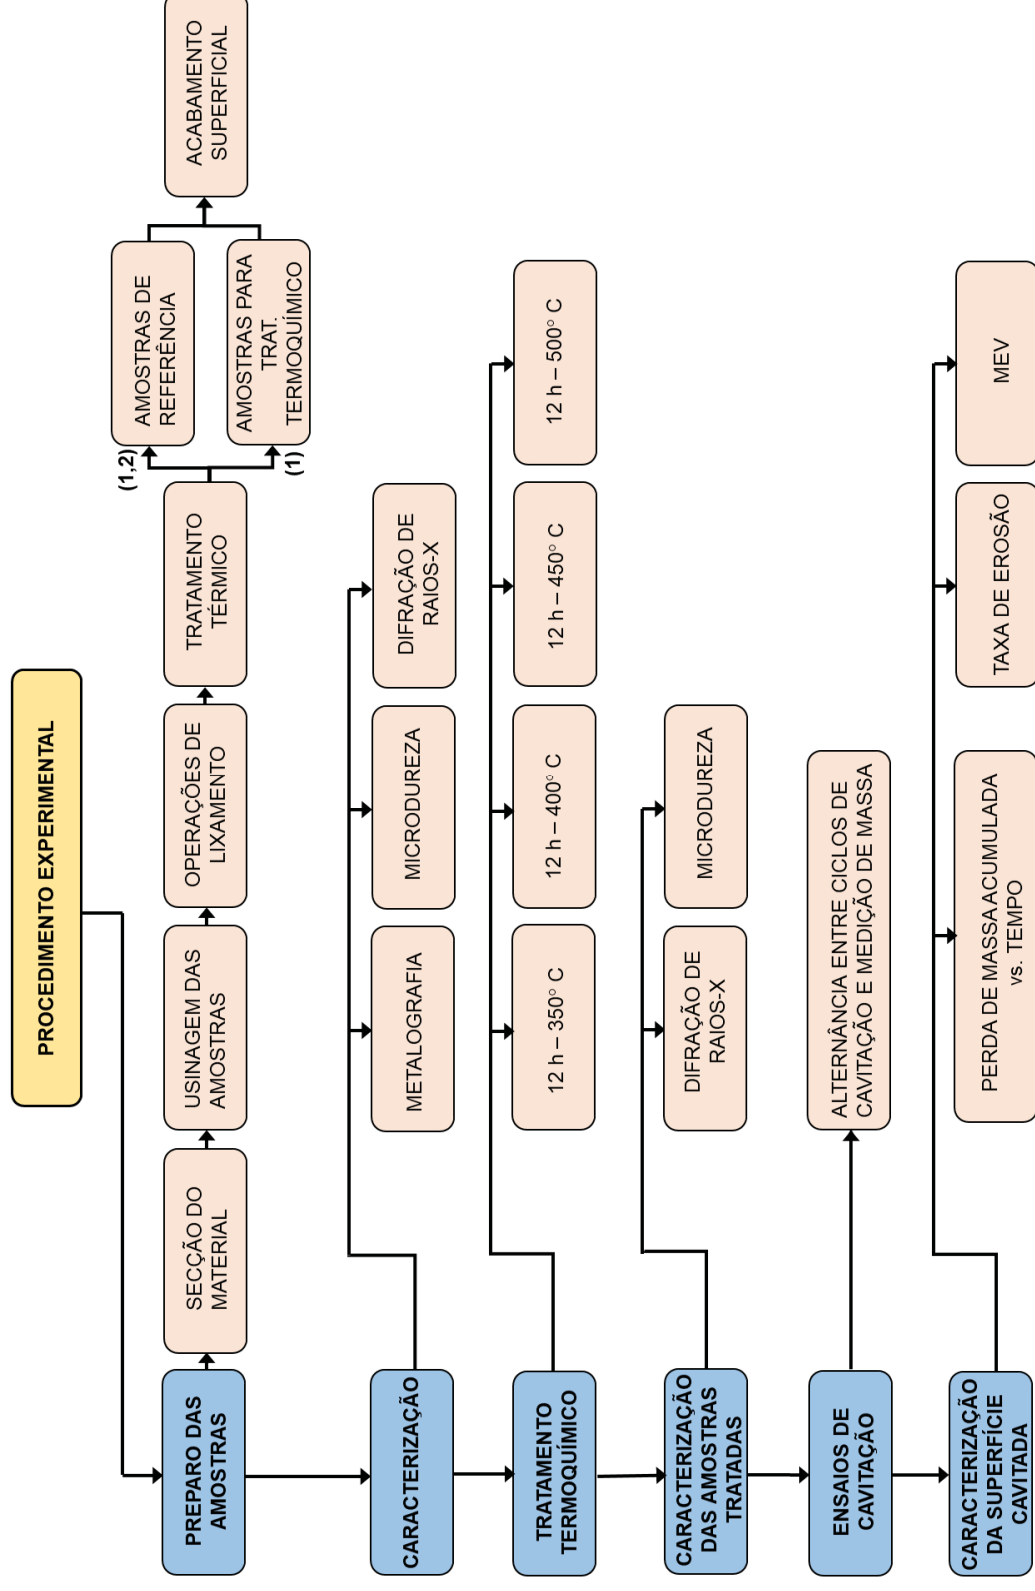 PROCEDIMENTO EXPERIMENTAL
PREPARO DAS
AMOSTRAS
SECÇÃO DO
MATERIAL
USINAGEM DAS
AMOSTRAS
OPERAÇÕES DE
LIXAMENTO
TRATAMENTO
TÉRMICO
(1,2)
AMOSTRAS DE
REFERÊNCIA
(1)
AMOSTRAS PARA
TRAT.
TERMOQUÍMICO
ACABAMENTO
SUPERFICIAL
CARACTERIZAÇÃO
METALOGRAFIA
MICRODUREZA
DIFRAÇÃO DE
RAIOS-X
TRATAMENTO
TERMOQUÍMICO
12 h – 350° C
12 h – 400° C
12 h – 450° C
12 h – 500° C
CARACTERIZAÇÃO
DAS AMOSTRAS
TRATADAS
DIFRAÇÃO DE
RAIOS-X
MICRODUREZA
ENSAIOS DE
CAVITAÇÃO
ALTERNÂNCIA ENTRE CICLOS DE
CAVITAÇÃO E MEDIÇÃO DE MASSA
CARACTERIZAÇÃO
DA SUPERFÍCIE
CAVITADA
PERDA DE MASSA ACUMULADA
vs. TEMPO
TAXA DE EROSÃO
MEV